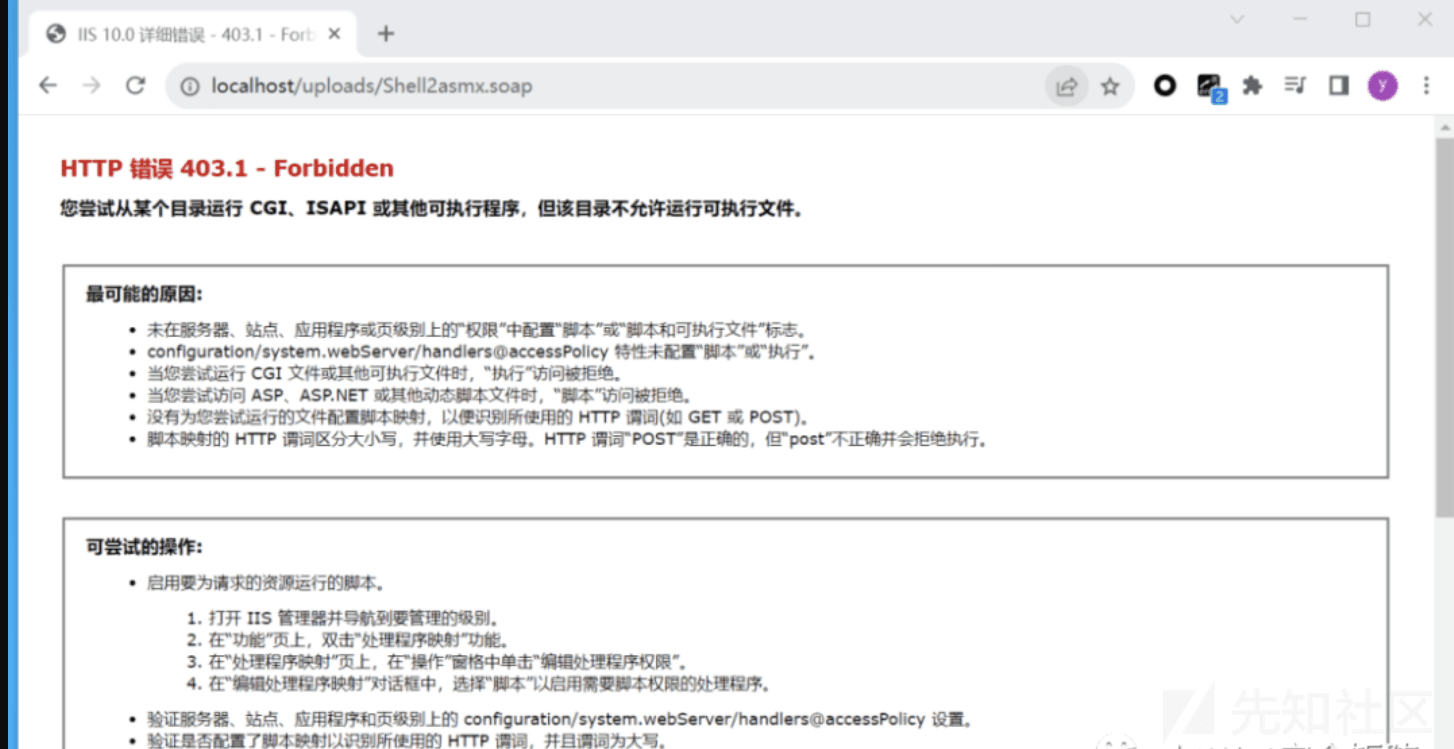 IIS 10.0 详细错误 - 403.1 - Forb
localhost/uploads/Shell2asmx.soap
2
y
HTTP 错误 403.1 - Forbidden
您尝试从某个目录运行 CGI、ISAPI 或其他可执行程序，但该目录不允许运行可执行文件。
最可能的原因:
• 未在服务器、站点、应用程序或页级别上的“权限”中配置“脚本”或“脚本和可执行文件”标志。
• configuration/system.webServer/handlers@accessPolicy 特性未配置“脚本”或“执行”。
• 当您尝试运行 CGI 文件或其他可执行文件时，“执行”访问被拒绝。
• 当您尝试访问 ASP、ASP.NET 或其他动态脚本文件时，“脚本”访问被拒绝。
• 没有为您尝试运行的文件配置脚本映射，以便识别所使用的 HTTP 谓词(如 GET 或 POST)。
• 脚本映射的 HTTP 谓词区分大小写，并使用大写字母。HTTP 谓词“POST”是正确的，但“post”不正确并会拒绝执行。
可尝试的操作:
• 启用要为请求的资源运行的脚本。
1. 打开 IIS 管理器并导航到要管理的级别。
2. 在“功能”页上，双击“处理程序映射”功能。
3. 在“处理程序映射”页上，在“操作”窗格中单击“编辑处理程序权限”。
4. 在“编辑处理程序映射”对话框中，选择“脚本”以启用需要脚本权限的处理程序。
• 验证服务器、站点、应用程序和页级别上的 configuration/system.webServer/handlers@accessPolicy 设置。
• 验证是否配置了脚本映射以识别所使用的 HTTP 谓词，并且谓词为大写。
先知社区